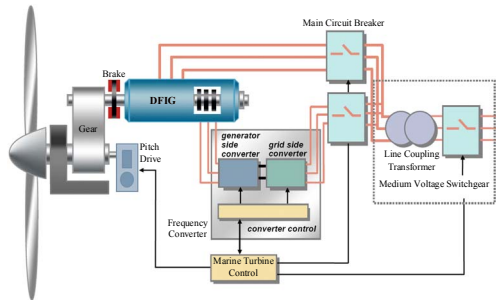 Main Circuit Breaker
Brake
DFIG
Gear
Pitch
Drive
generator
side
converter
grid side
converter
Line Coupling
Transformer
Medium Voltage Switchgear
Frequency
Converter
converter control
Marine Turbine
Control